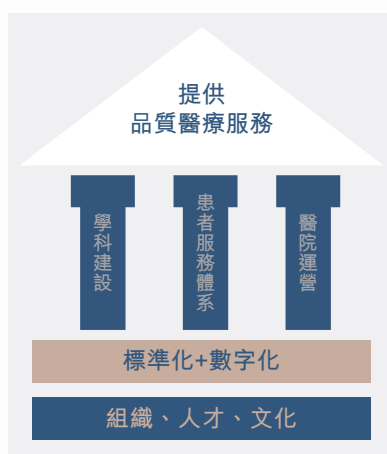 提供
品質醫療服務
學科建設
患者服務體系
醫院運營
標準化+數字化
組織、人才、文化